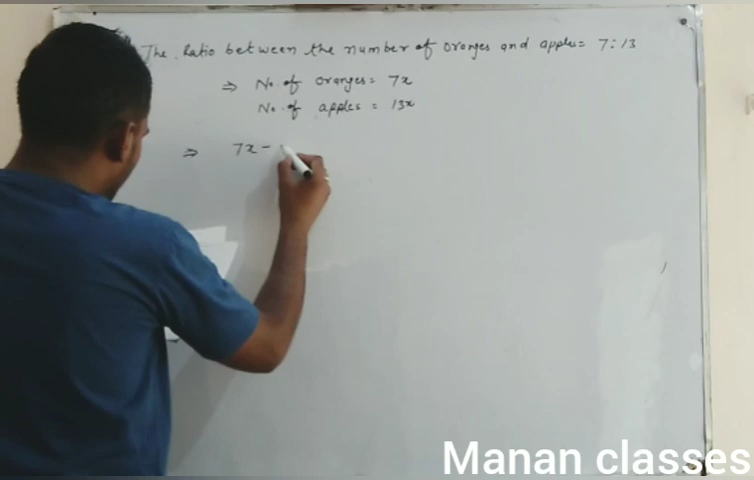 The Ratio between the number of oranges and apples= 7:13
⇒ No. of oranges = 7x
No. of apples = 13x
⇒ 7x -
Manan classes